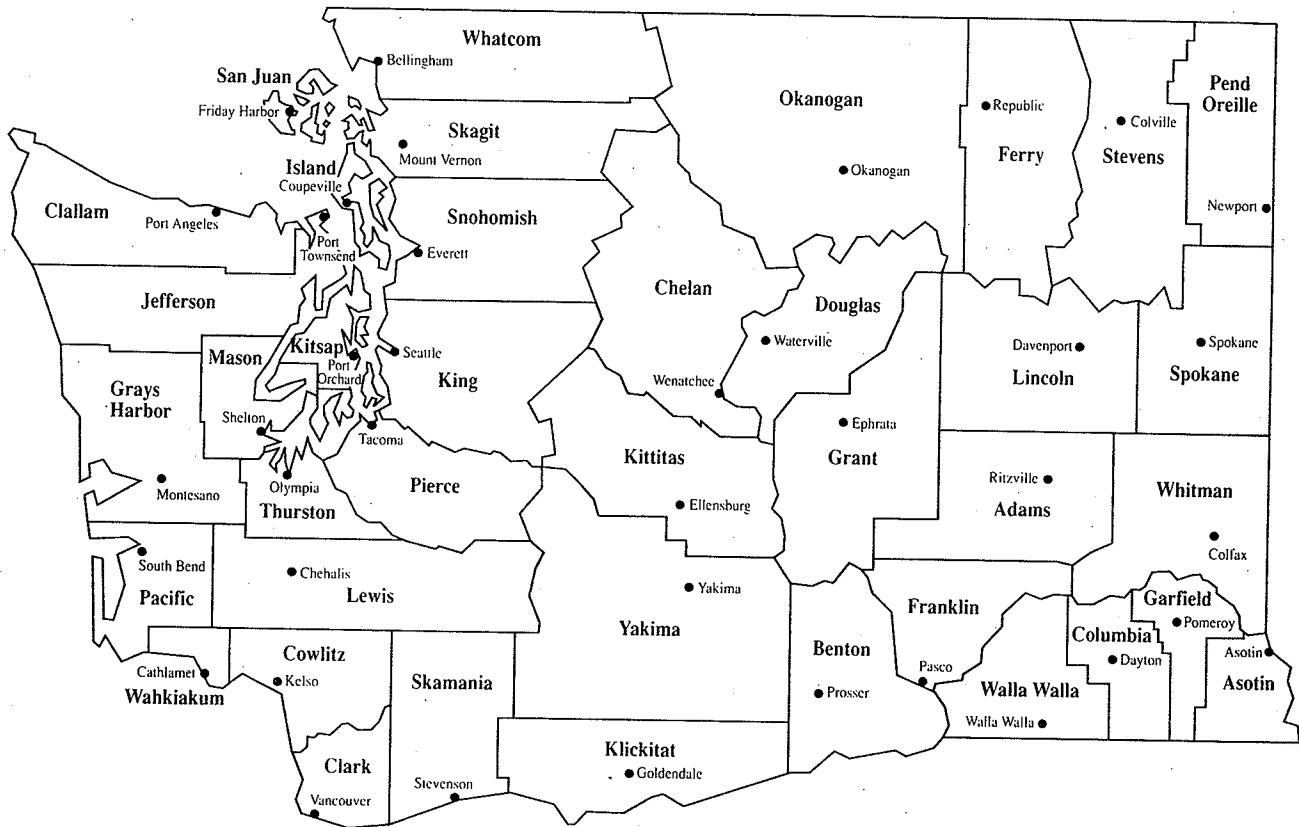 Whatcom
Bellingham
San Juan
Friday Harbor
Okanogan
Pend
Oreille
Republic
Colville
Skagit
Mount Vernon
Ferry
Stevens
Island
Coupeville
Okanogan
Clallam
Port Angeles
Port
Townsend
Snohomish
Everett
Newport
Jefferson
Chelan
Douglas
Waterville
Mason
Kitsap
Port
Orchard
Seattle
King
Davenport
Lincoln
Spokane
Spokane
Grays
Harbor
Wenatchee
Shelton
Tacoma
Ephrata
Grant
Kittitas
Montesano
Olympia
Thurston
Pierce
Ellensburg
Ritzville
Adams
Whitman
Colfax
South Bend
Pacific
Chehalis
Lewis
Yakima
Yakima
Franklin
Garfield
Pomeroy
Columbia
Dayton
Asotin
Asotin
Cathlamet
Wahkiakum
Cowlitz
Kelso
Skamania
Benton
Prosser
Pasco
Walla Walla
Walla Walla
Klickitat
Goldendale
Clark
Vancouver
Stevenson